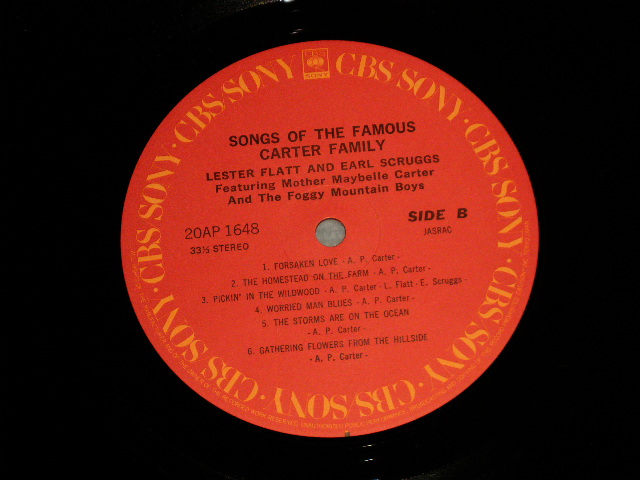 CBS
SONY
CBS/SONY · CBS/SONY · CBS/SONY · CBS/SONY · CBS/SONY · CBS/SONY · CBS/SONY
SONGS OF THE FAMOUS
CARTER FAMILY
LESTER FLATT AND EARL SCRUGGS
Featuring Mother Maybelle Carter
And The Foggy Mountain Boys
20AP 1648
33⅓ STEREO
SIDE B
JASRAC
1. FORSAKEN LOVE - A. P. Carter -
2. THE HOMESTEAD ON THE FARM - A. P. Carter -
3. PICKIN' IN THE WILDWOOD - A. P. Carter · L. Flatt · E. Scruggs -
4. WORRIED MAN BLUES - A. P. Carter -
5. THE STORMS ARE ON THE OCEAN
- A. P. Carter -
6. GATHERING FLOWERS FROM THE HILLSIDE
- A. P. Carter -